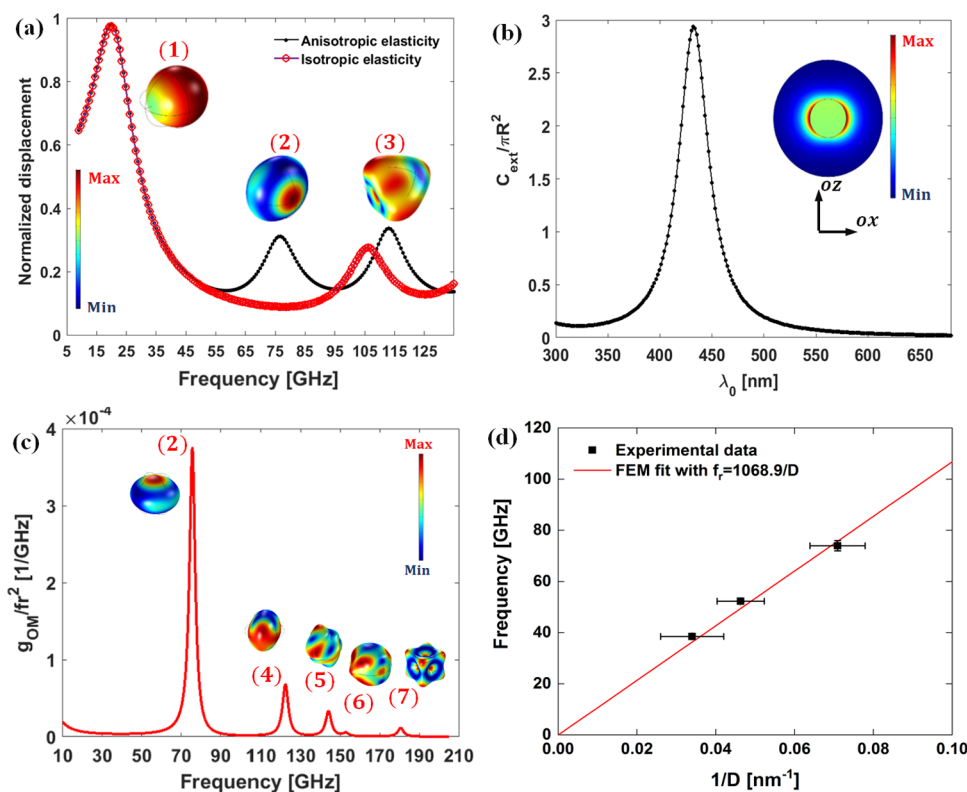 (a)
Normalized displacement
1
0.8
0.6
0.4
0.2
0
5 15 25 35 45 55 65 75 85 95 105 115 125
Frequency [GHz]
Anisotropic elasticity
Isotropic elasticity
(1)
(2)
(3)
Max
Min
(b)
C_ext/πR^2
3
2.5
2
1.5
1
0.5
0
300 350 400 450 500 550 600 650
λ_0 [nm]
Max
Min
oz
ox
(c)
×10^-4
g_OM/fr^2 [1/GHz]
4
3
2
1
0
10 30 50 70 90 110 130 150 170 190 210
Frequency [GHz]
(2)
(4)
(5)
(6)
(7)
Max
Min
(d)
Frequency [GHz]
120
100
80
60
40
20
0
0.00 0.02 0.04 0.06 0.08 0.10
1/D [nm^-1]
Experimental data
FEM fit with f_r=1068.9/D